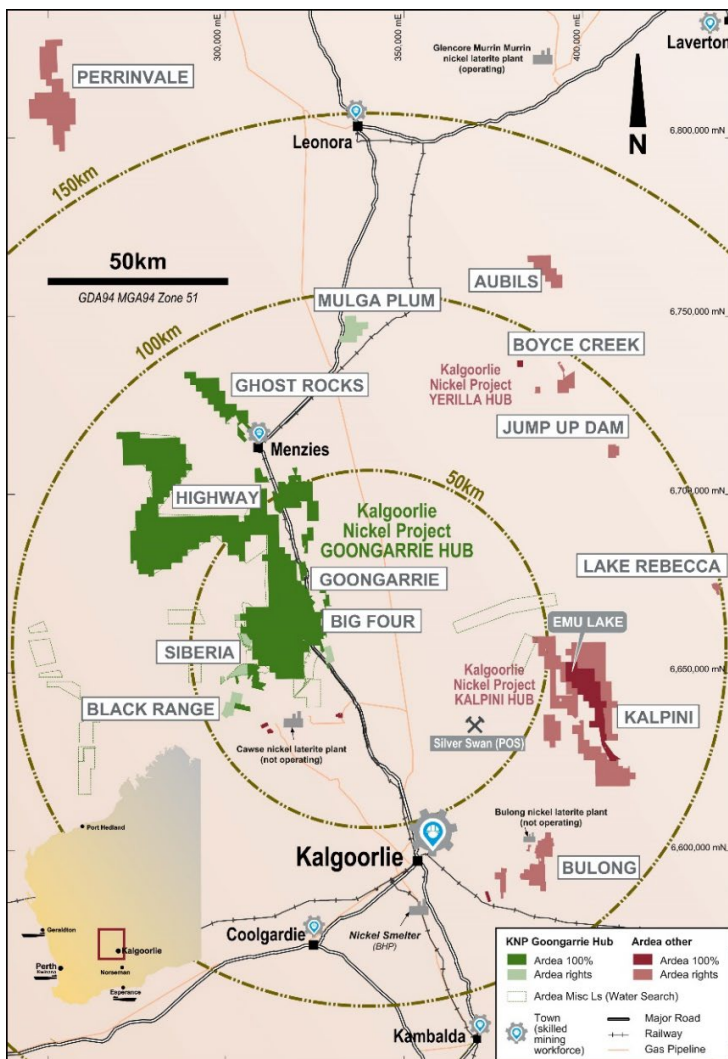 300,000 mE
350,000 mE
400,000 mE
Laverton
Glencore Murrin Murrin
nickel laterite plant
(operating)
PERRINVALE
N
Leonora
6,800,000 mN
150km
50km
GDA94 MGA94 Zone 51
AUBILS
MULGA PLUM
6,750,000 mN
100km
BOYCE CREEK
Kalgoorlie
Nickel Project
YERILLA HUB
GHOST ROCKS
JUMP UP DAM
Menzies
50km
6,700,000 mN
HIGHWAY
Kalgoorlie
Nickel Project
GOONGARRIE HUB
LAKE REBECCA
GOONGARRIE
BIG FOUR
EMU LAKE
SIBERIA
6,650,000 mN
Kalgoorlie
Nickel Project
KALPINI HUB
BLACK RANGE
KALPINI
Silver Swan (POS)
Cawse nickel laterite plant
(not operating)
Bulong nickel laterite plant
(not operating)
Port Hedland
Kalgoorlie
6,600,000 mN
BULONG
Nickel Smelter
(BHP)
Coolgardie
Geraldton
Kalgoorlie
Perth
Kwinana
Norseman
Esperance
Kambalda
KNP Goongarrie Hub
Ardea 100%
Ardea rights
Ardea other
Ardea 100%
Ardea rights
Ardea Misc Ls (Water Search)
Town
(skilled
mining
workforce)
Major Road
Railway
Gas Pipeline